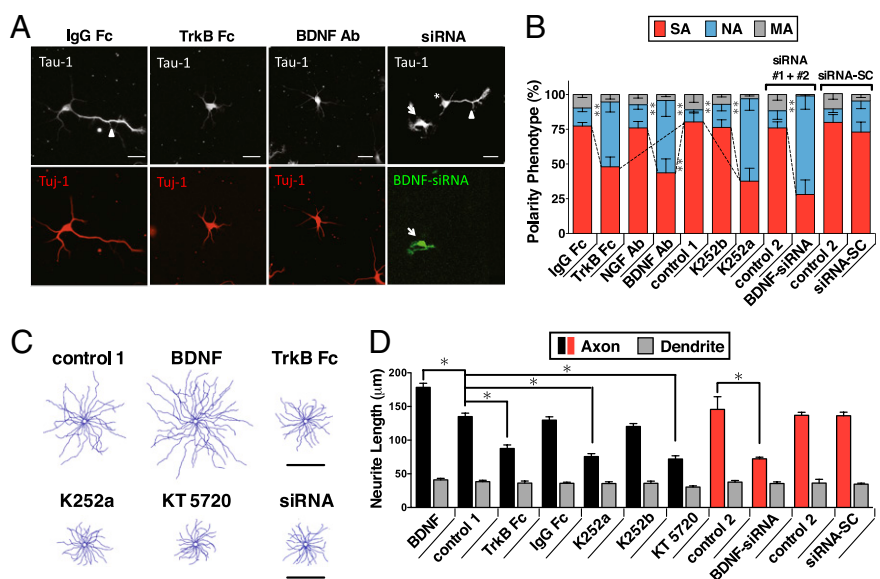 A
IgG Fc TrkB Fc BDNF Ab siRNA
Tau-1 Tau-1 Tau-1 Tau-1
*
Tuj-1 Tuj-1 Tuj-1 BDNF-siRNA
B
SA NA MA
siRNA
#1 + #2 siRNA-SC
Polarity Phenotype (%)
100
75
50
25
0
** ** ** ** ** ** **
IgG Fc
TrkB Fc
NGF Ab
BDNF Ab
control 1
K252b
K252a
control 2
BDNF-siRNA
control 2
siRNA-SC
C
control 1 BDNF TrkB Fc
K252a KT 5720 siRNA
D
Axon Dendrite
Neurite Length (μm)
200
150
100
50
0
* * * * *
BDNF
control 1
TrkB Fc
IgG Fc
K252a
K252b
KT 5720
control 2
BDNF-siRNA
control 2
siRNA-SC